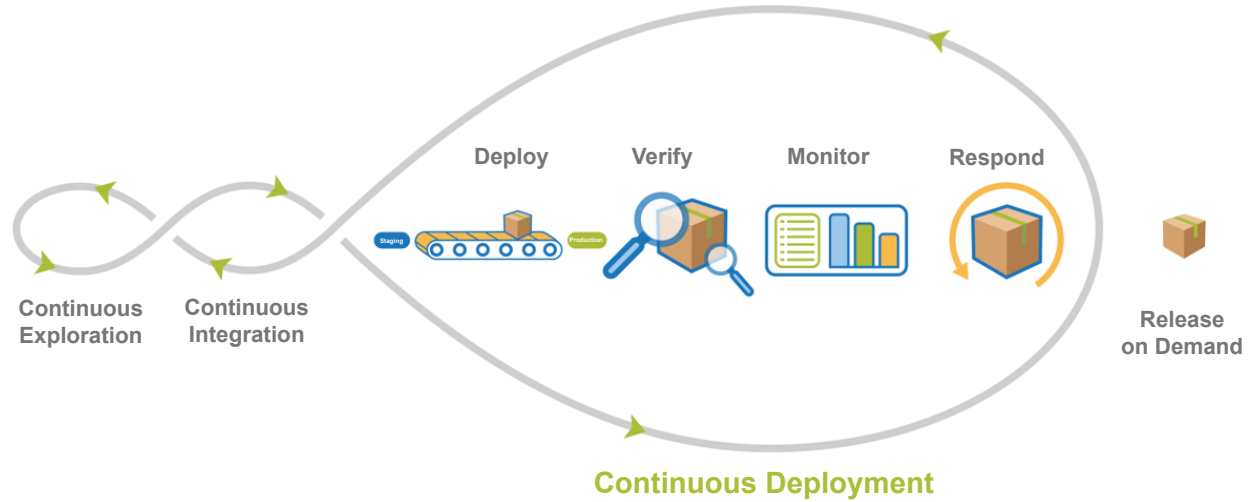 Deploy
Verify
Monitor
Respond
Staging
Production
Continuous
Exploration
Continuous
Integration
Release
on Demand
Continuous Deployment